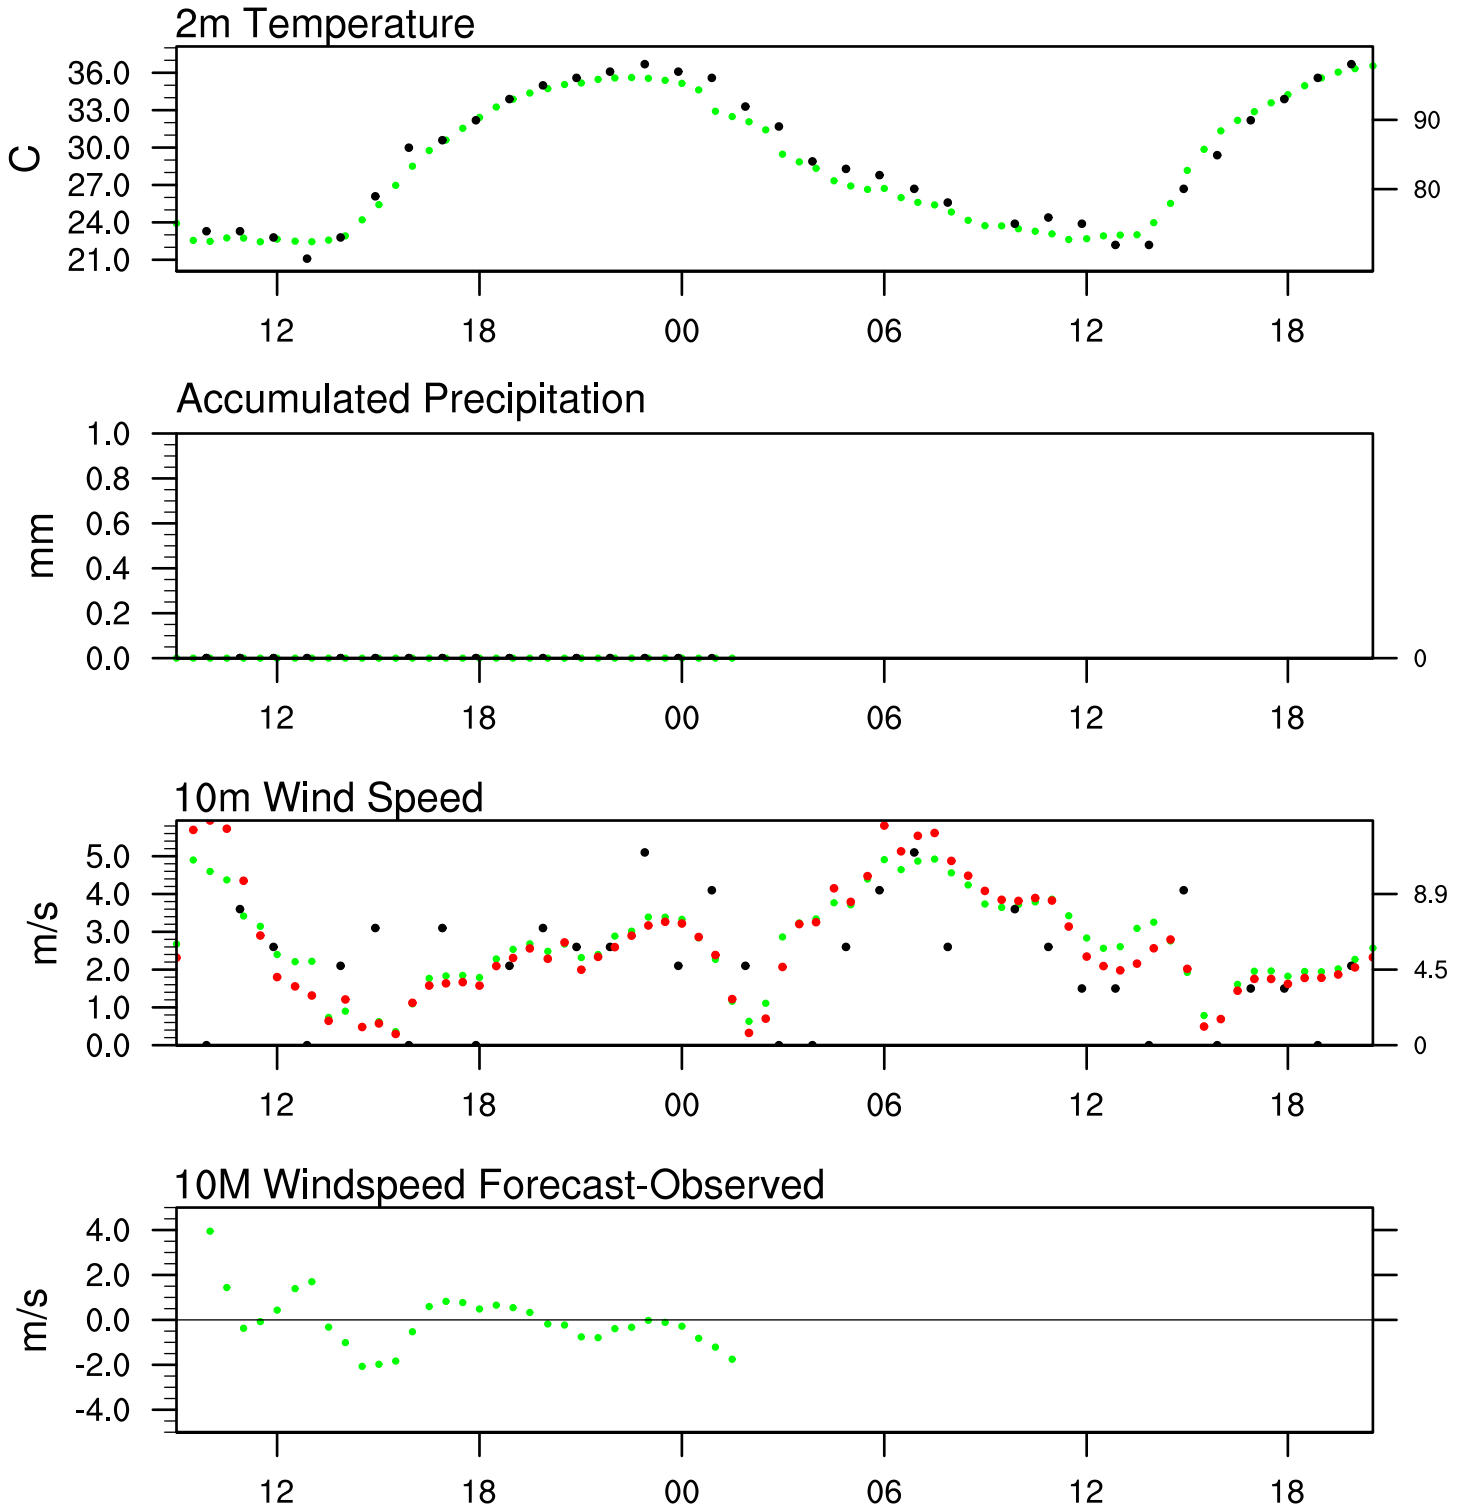 2m Temperature
36.0
33.0
30.0
27.0
24.0
21.0
C
90
80
12 18 00 06 12 18
Accumulated Precipitation
1.0
0.8
0.6
0.4
0.2
0.0
mm
0
12 18 00 06 12 18
10m Wind Speed
5.0
4.0
3.0
2.0
1.0
0.0
m/s
8.9
4.5
0
12 18 00 06 12 18
10M Windspeed Forecast-Observed
4.0
2.0
0.0
-2.0
-4.0
m/s
12 18 00 06 12 18